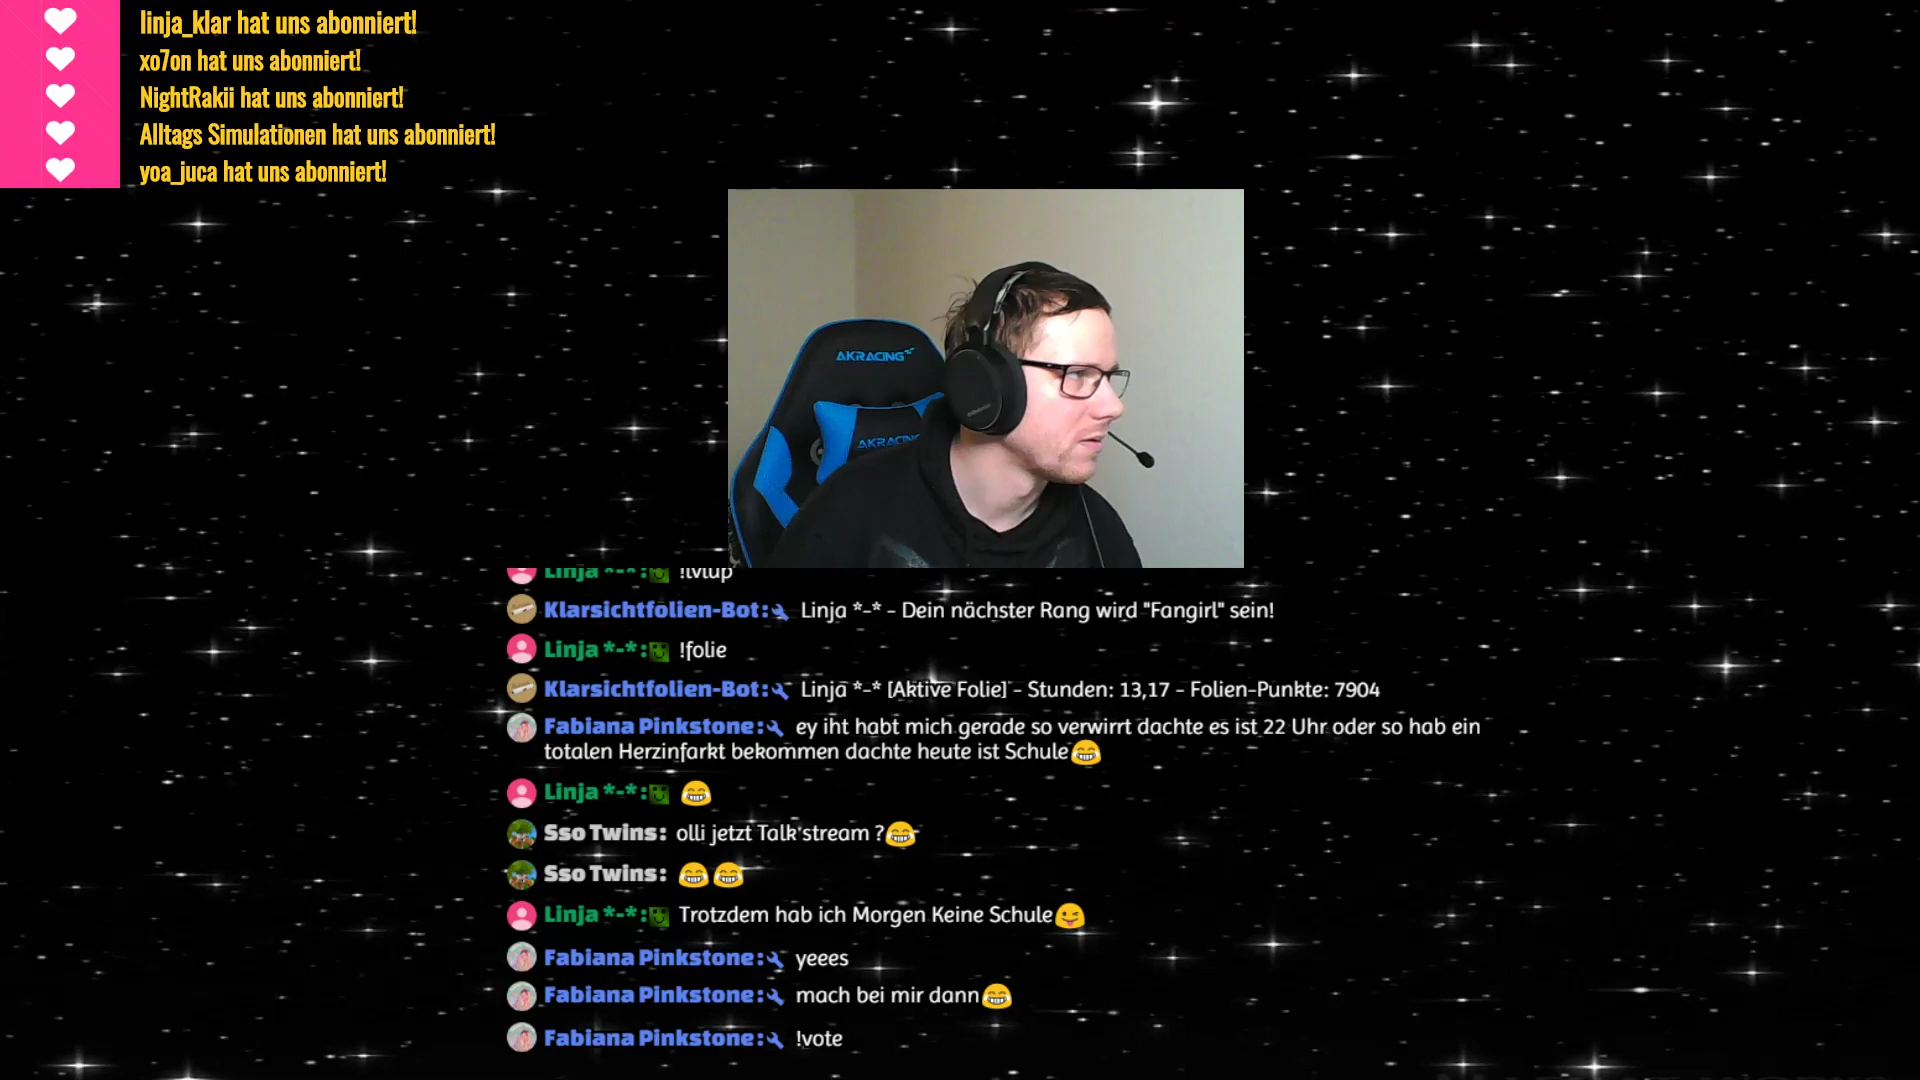 linja_klar hat uns abonniert!
xo7on hat uns abonniert!
NightRakii hat uns abonniert!
Alltags Simulationen hat uns abonniert!
yoa_juca hat uns abonniert!
AKRACING
AKRACING
Linja *-*: !lvlup
Klarsichtfolien-Bot: Linja *-* - Dein nächster Rang wird "Fangirl" sein!
Linja *-*: !folie
Klarsichtfolien-Bot: Linja *-* [Aktive Folie] - Stunden: 13,17 - Folien-Punkte: 7904
Fabiana Pinkstone: ey iht habt mich gerade so verwirrt dachte es ist 22 Uhr oder so hab ein
totalen Herzinfarkt bekommen dachte heute ist Schule😂
Linja *-*: 😂
Sso Twins: olli jetzt Talk stream ?😂
Sso Twins: 😂😂
Linja *-*: Trotzdem hab ich Morgen Keine Schule😜
Fabiana Pinkstone: yeees
Fabiana Pinkstone: mach bei mir dann😂
Fabiana Pinkstone: !vote